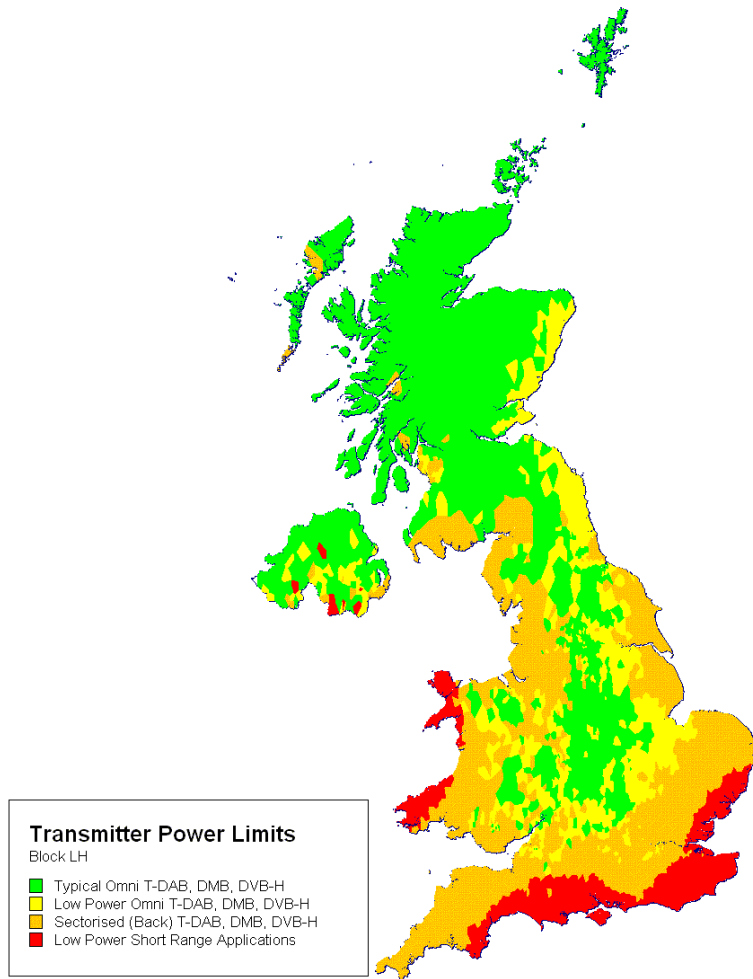 Transmitter Power Limits
Block LH
Typical Omni T-DAB, DMB, DVB-H
Low Power Omni T-DAB, DMB, DVB-H
Sectorised (Back) T-DAB, DMB, DVB-H
Low Power Short Range Applications